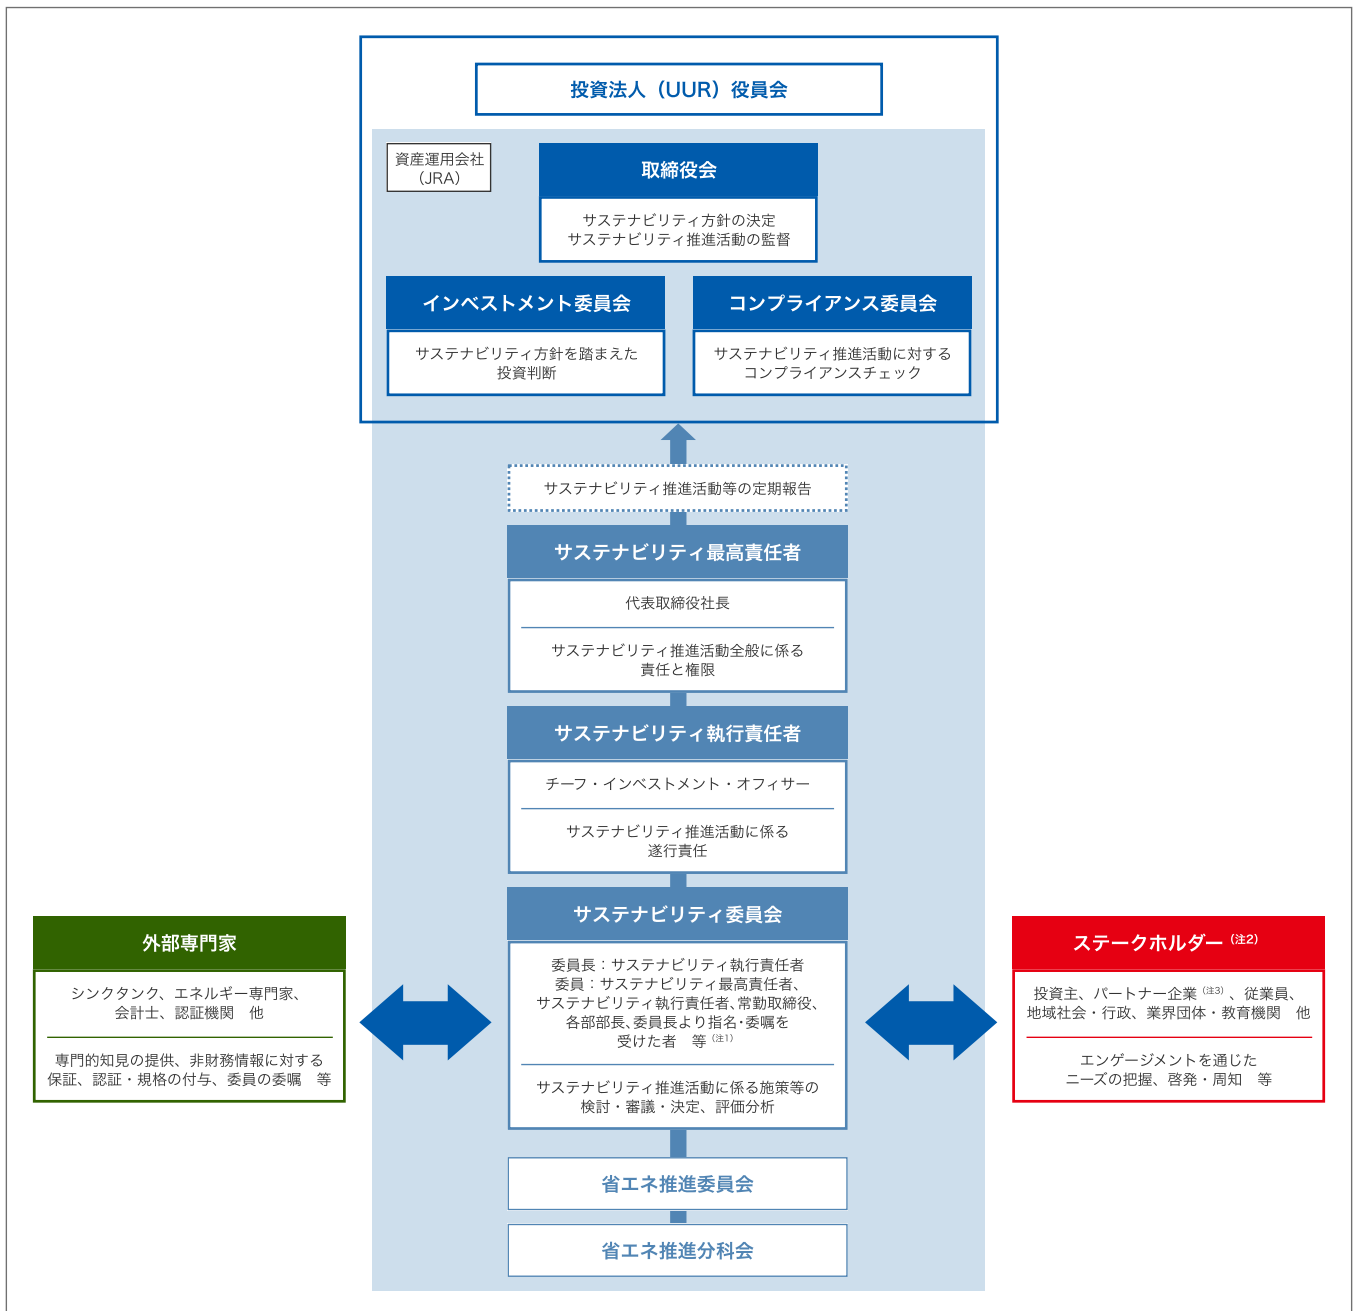 投資法人（UUR）役員会
資産運用会社
（JRA）
取締役会
サステナビリティ方針の決定
サステナビリティ推進活動の監督
インベストメント委員会
サステナビリティ方針を踏まえた
投資判断
コンプライアンス委員会
サステナビリティ推進活動に対する
コンプライアンスチェック
サステナビリティ推進活動等の定期報告
サステナビリティ最高責任者
代表取締役社長
サステナビリティ推進活動全般に係る
責任と権限
サステナビリティ執行責任者
チーフ・インベストメント・オフィサー
サステナビリティ推進活動に係る
遂行責任
外部専門家
シンクタンク、エネルギー専門家、
会計士、認証機関　他
専門的知見の提供、非財務情報に対する
保証、認証・規格の付与、委員の委嘱　等
サステナビリティ委員会
委員長：サステナビリティ執行責任者
委員：サステナビリティ最高責任者、
サステナビリティ執行責任者、常勤取締役、
各部部長、委員長より指名・委嘱を
受けた者　等（注1）
サステナビリティ推進活動に係る施策等の
検討・審議・決定、評価分析
ステークホルダー（注2）
投資主、パートナー企業（注3）、従業員、
地域社会・行政、業界団体・教育機関　他
エンゲージメントを通じた
ニーズの把握、啓発・周知　等
省エネ推進委員会
省エネ推進分科会